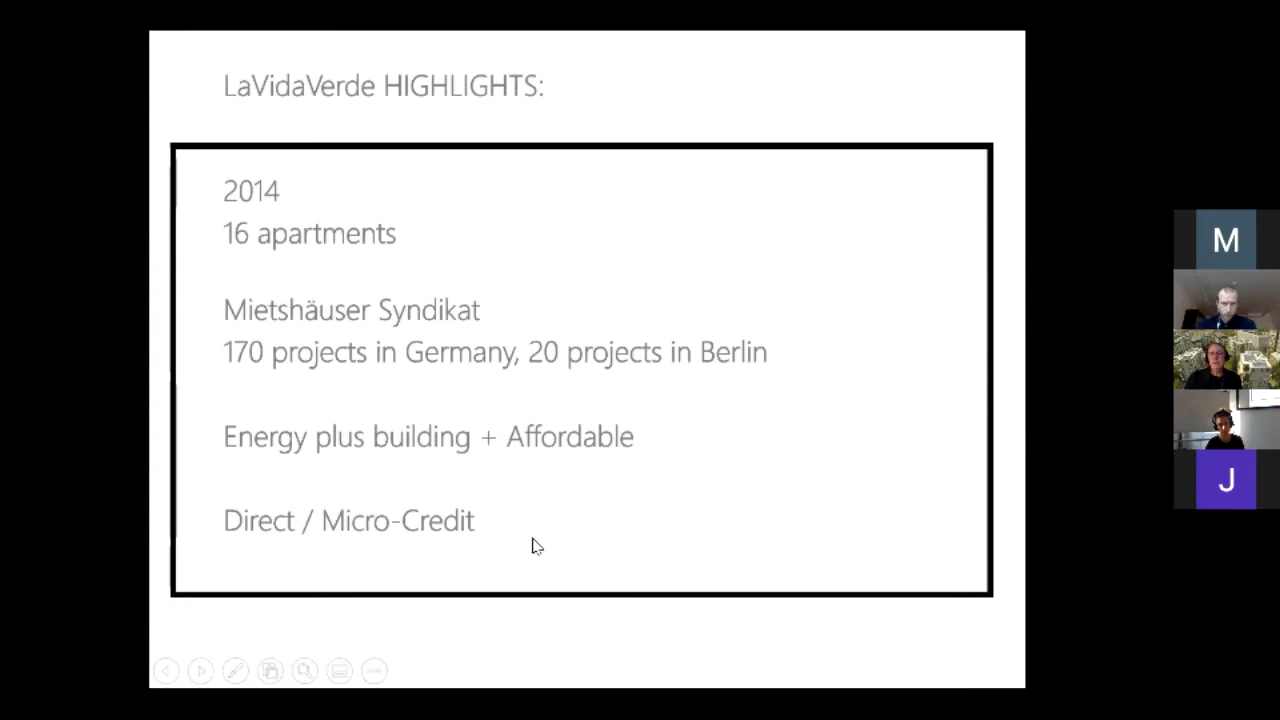 LaVidaVerde HIGHLIGHTS:
2014
16 apartments
Mietshäuser Syndikat
170 projects in Germany, 20 projects in Berlin
Energy plus building + Affordable
Direct / Micro-Credit
M
J